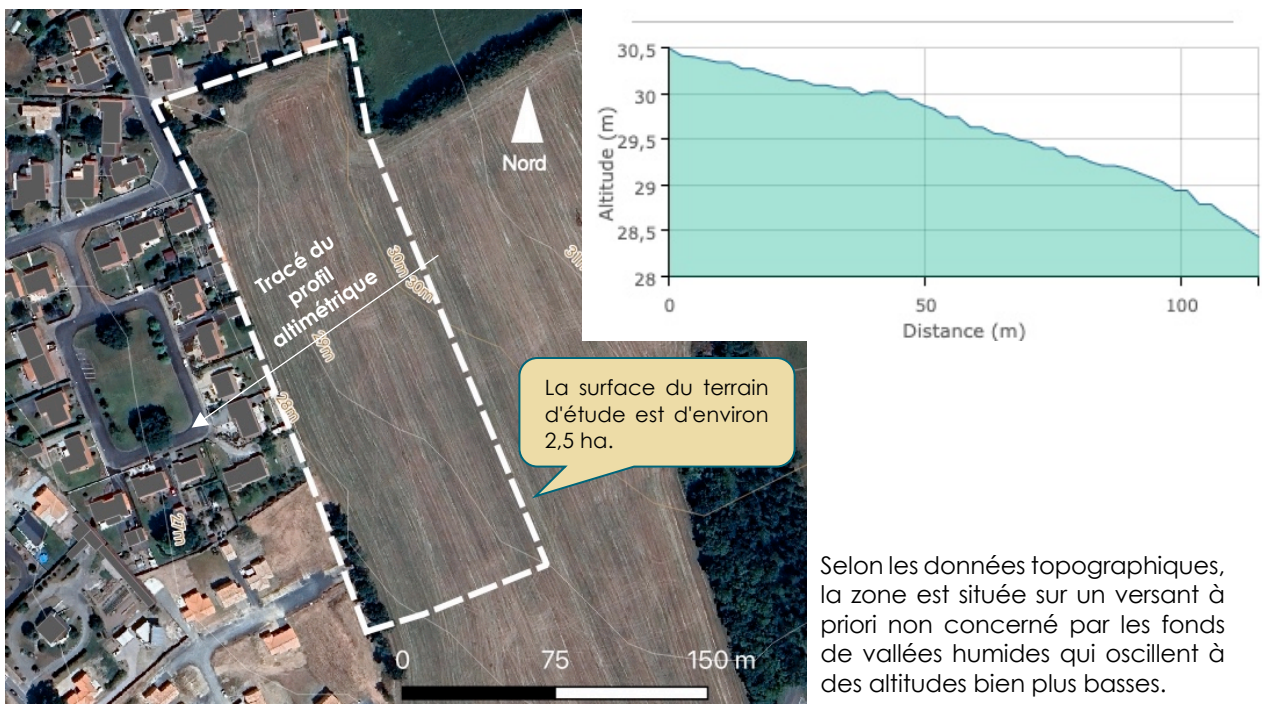 Nord
Tracé du
profil
altimétrique
30m 30m
31m
29m
28m
27m
0 75 150 m
La surface du terrain
d'étude est d'environ
2,5 ha.
Altitude (m)
30,5
30
29,5
29
28,5
28
0 50 100
Distance (m)
Selon les données topographiques,
la zone est située sur un versant à
priori non concerné par les fonds
de vallées humides qui oscillent à
des altitudes bien plus basses.